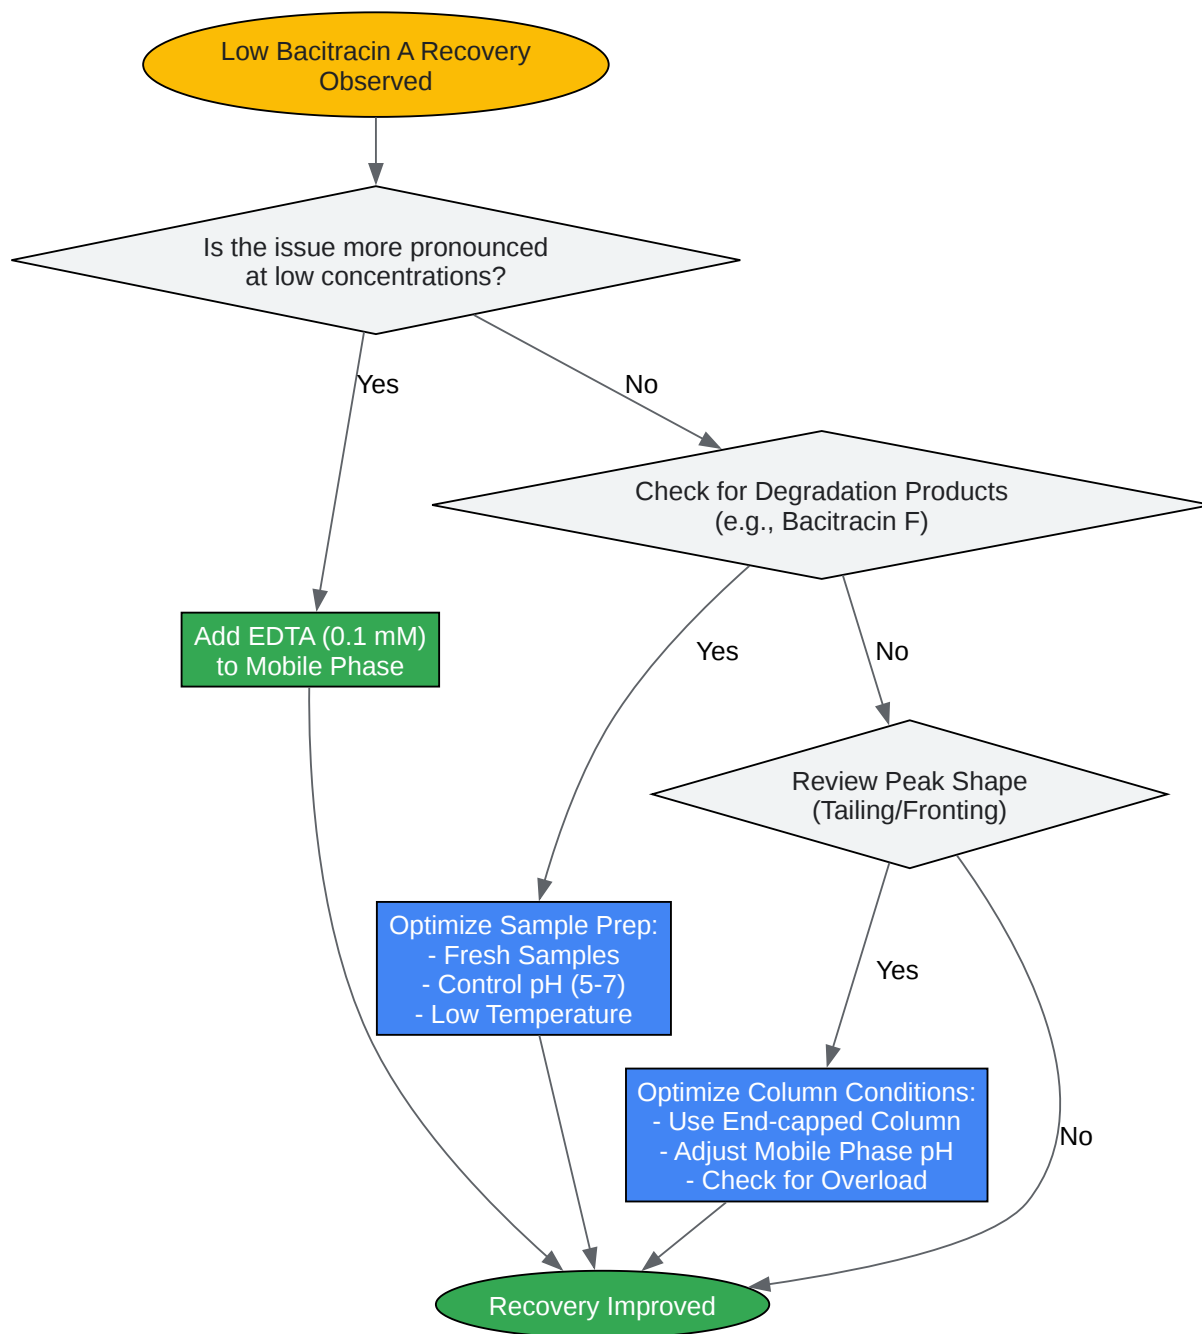 Low Bacitracin A Recovery
Observed
Is the issue more pronounced
at low concentrations?
Yes
No
Check for Degradation Products
(e.g., Bacitracin F)
Add EDTA (0.1 mM)
to Mobile Phase
Yes
No
Review Peak Shape
(Tailing/Fronting)
Optimize Sample Prep:
- Fresh Samples
- Control pH (5-7)
- Low Temperature
Yes
Optimize Column Conditions:
- Use End-capped Column
- Adjust Mobile Phase pH
- Check for Overload
No
Recovery Improved